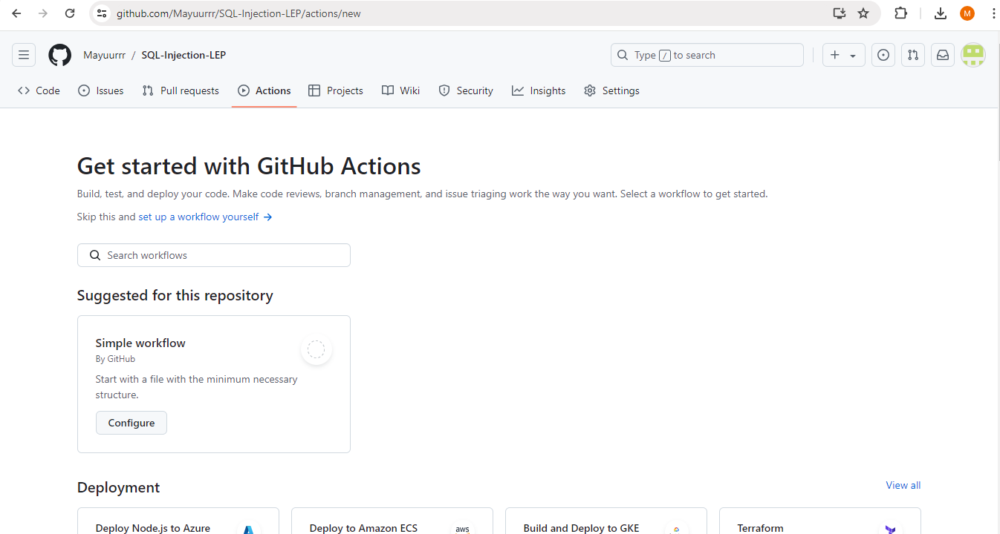 github.com/Mayuurrr/SQL-Injection-LEP/actions/new
M
Mayuurrr / SQL-Injection-LEP
Type / to search
Code Issues Pull requests Actions Projects Wiki Security Insights Settings
Get started with GitHub Actions
Build, test, and deploy your code. Make code reviews, branch management, and issue triaging work the way you want. Select a workflow to get started.
Skip this and set up a workflow yourself →
Search workflows
Suggested for this repository
Simple workflow
By GitHub
Start with a file with the minimum necessary
structure.
Configure
Deployment
View all
Deploy Node.js to Azure
Deploy to Amazon ECS
aws
Build and Deploy to GKE
Terraform